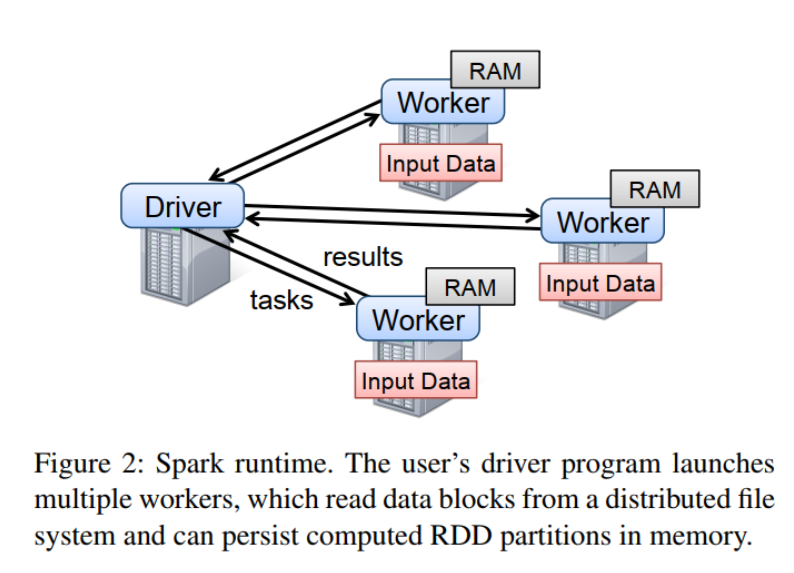 RAM
Worker
Input Data
RAM
Driver
Worker
results
Input Data
RAM
tasks
Worker
Input Data
Figure 2: Spark runtime. The user's driver program launches
multiple workers, which read data blocks from a distributed file
system and can persist computed RDD partitions in memory.